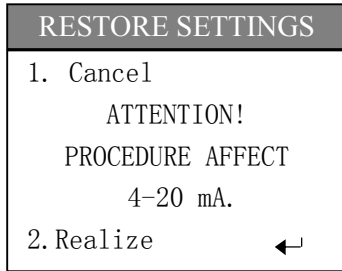 RESTORE SETTINGS
1. Cancel
ATTENTION!
PROCEDURE AFFECT
4-20 mA.
2.Realize